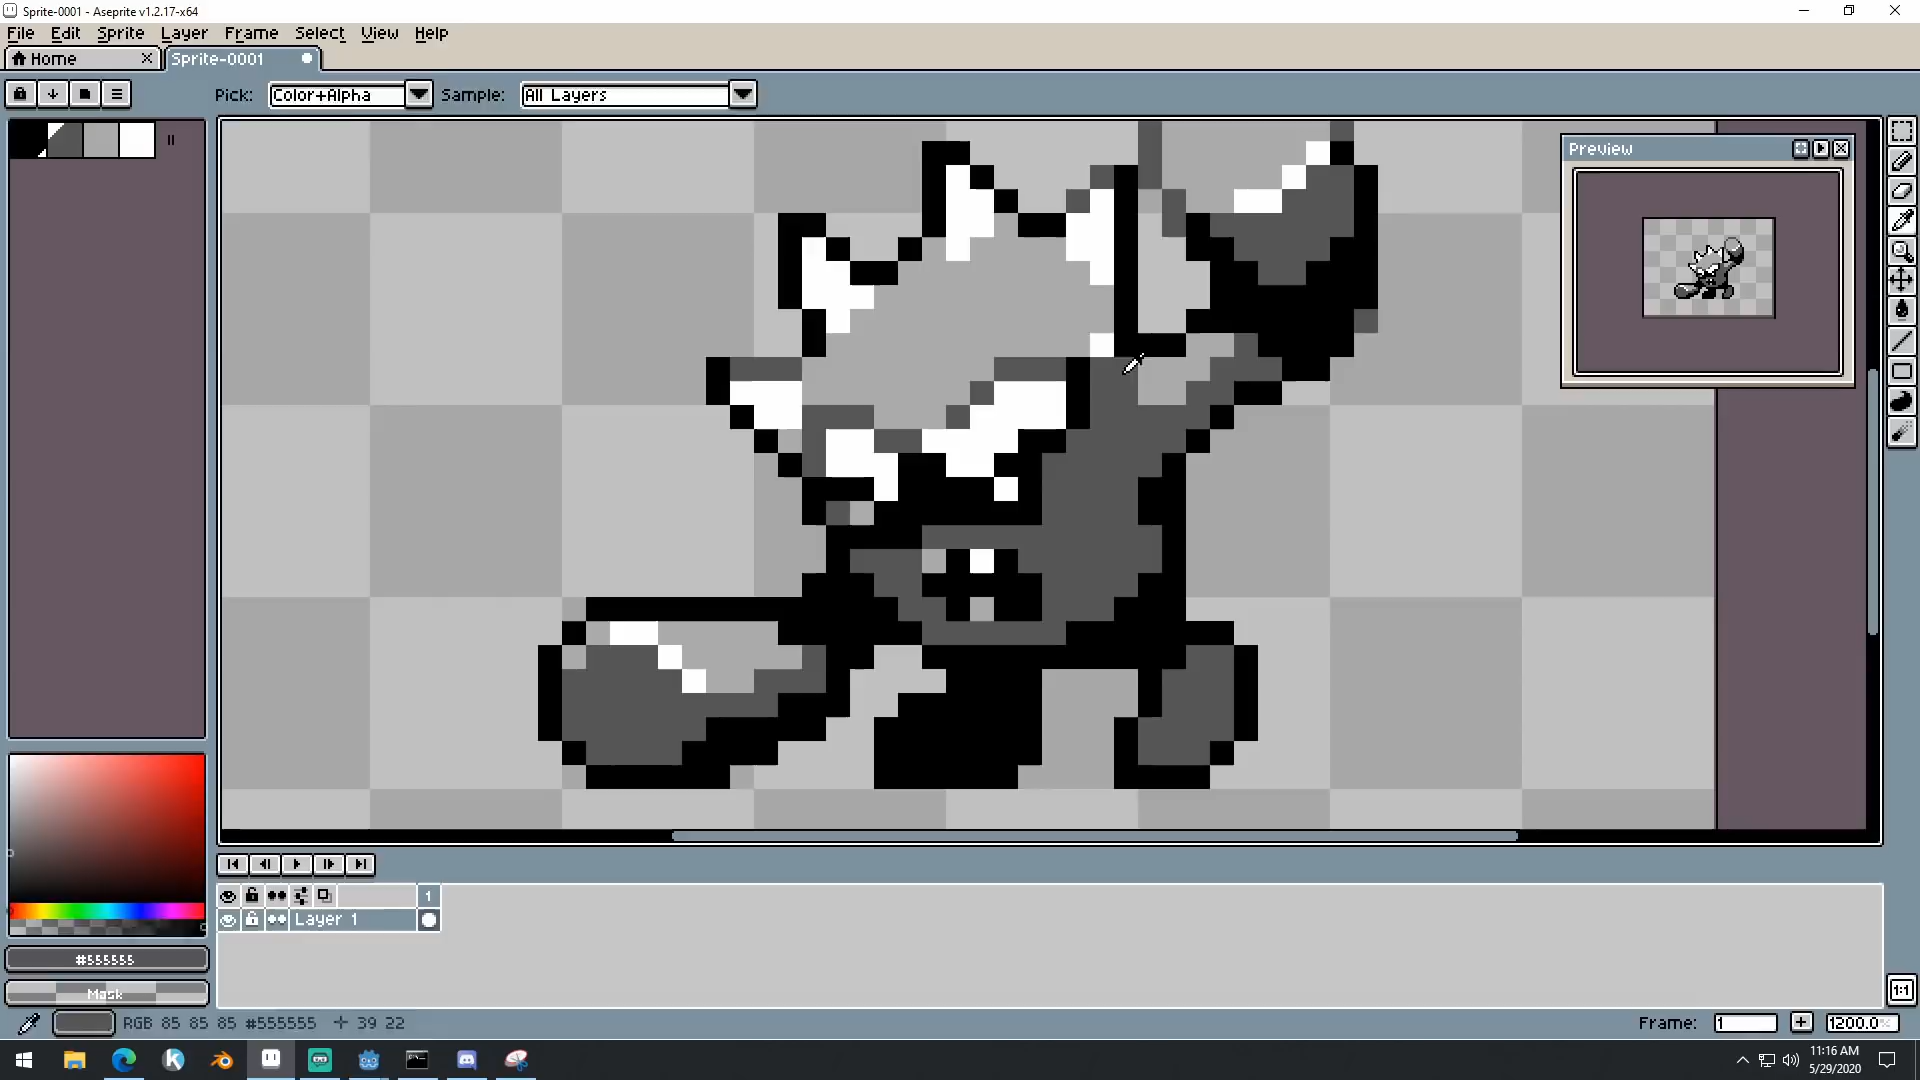 Sprite-0001 - Aseprite v1.2.17-x64
File Edit Sprite Layer Frame Select View Help
Home Sprite-0001
Pick: Color+Alpha Sample: All Layers
Preview
1
Layer 1
#555555
Mask
1:1
RGB 85 85 85 #555555 39 22 Frame: 1 1200.0%
11:16 AM
5/29/2020